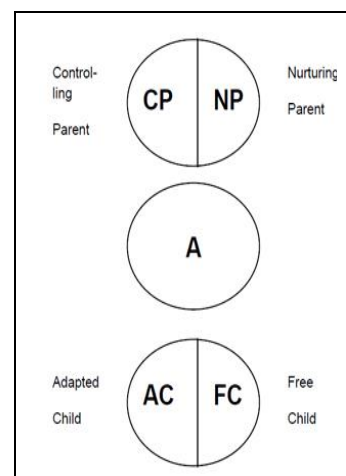 Control-
ling
Parent
CP
NP
Nurturing
Parent
A
Adapted
Child
AC
FC
Free
Child